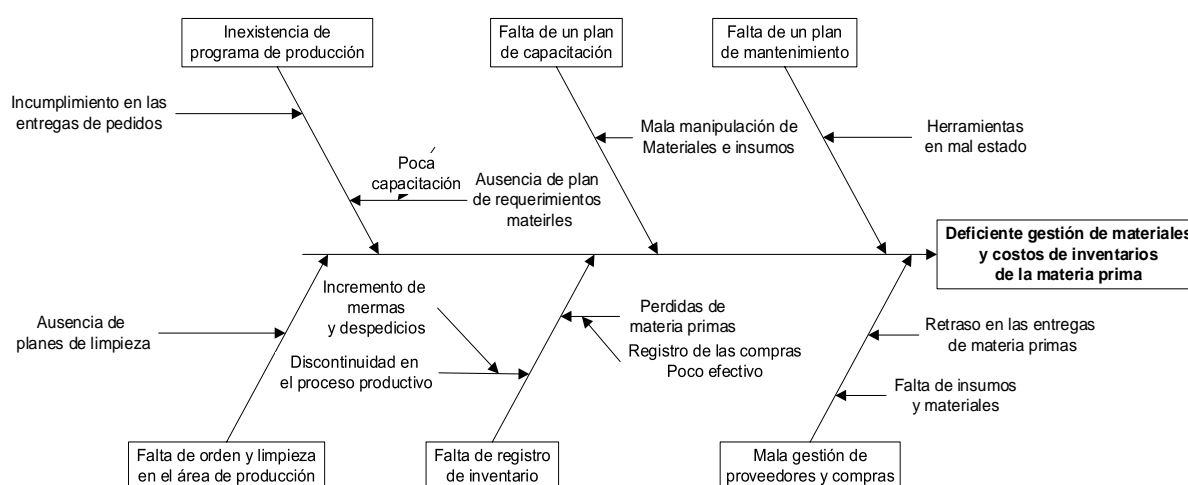 Inexistencia de
programa de producción
Falta de un plan
de capacitación
Falta de un plan
de mantenimiento
Incumplimiento en las
entregas de pedidos
Mala manipulación de
Materiales e insumos
Herramientas
en mal estado
Poca
capacitación
Ausencia de plan
de requerimientos
mateirles
Deficiente gestión de materiales
y costos de inventarios
de la materia prima
Ausencia de
planes de limpieza
Incremento de
mermas
y despedicios
Discontinuidad en
el proceso productivo
Perdidas de
materia primas
Registro de las compras
Poco efectivo
Retraso en las entregas
de materia primas
Falta de insumos
y materiales
Falta de orden y limpieza
en el área de producción
Falta de registro
de inventario
Mala gestión de
proveedores y compras